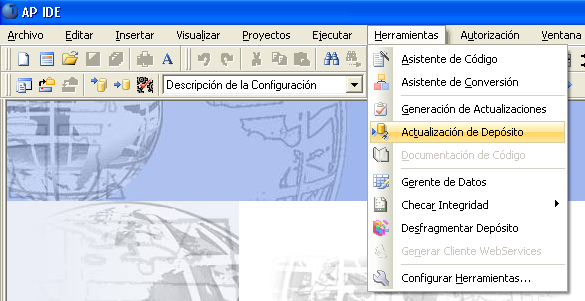 AP IDE
Archivo Editar Insertar Visualizar Proyectos Ejecutar Herramientas Autorización Ventana
A
Descripción de la Configuración
Asistente de Código
Asistente de Conversión
Generación de Actualizaciones
Actualización de Depósito
Documentación de Código
Gerente de Datos
Checar Integridad
Desfragmentar Depósito
Generar Cliente WebServices
Configurar Herramientas...